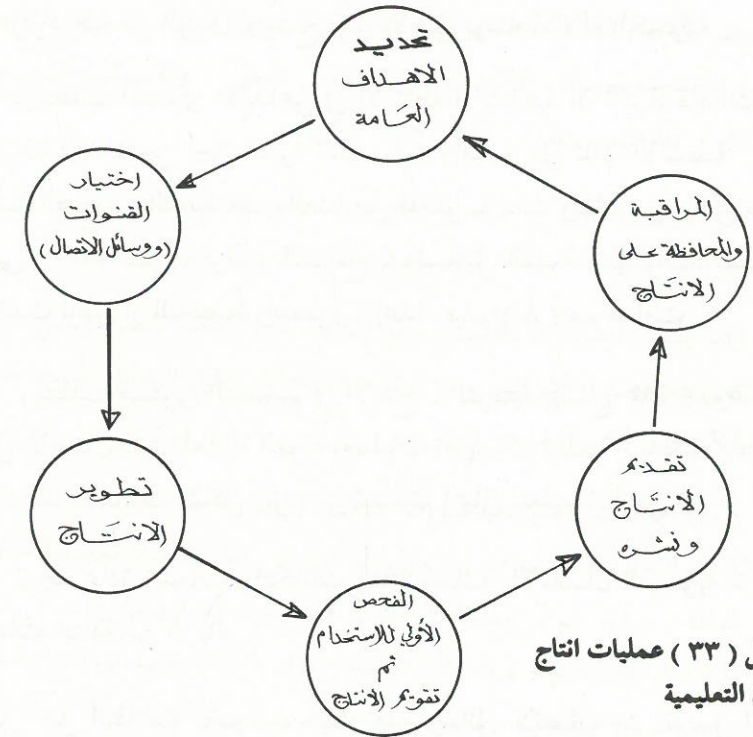 تحديد
الاهداف
العامة
اختيار
القنوات
(ووسائل الاتصال)
تطوير
الانتاج
الفحص
الأولي للاستخدام
ثم
تقويم الانتاج
تقديم
الانتاج
ونشره
المراقبة
والمحافظة على
الانتاج
( ٣٣ ) عمليات انتاج
التعليمية